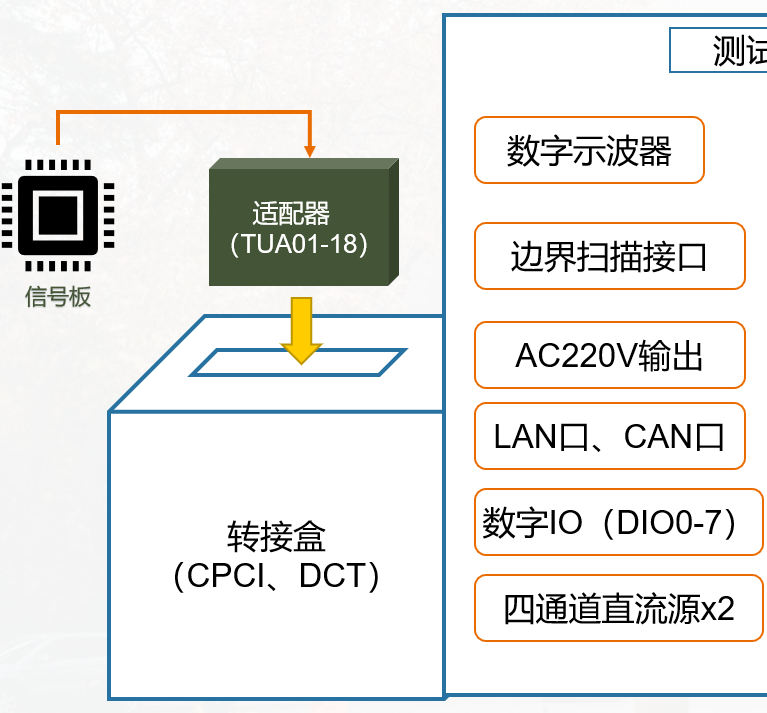 测试
数字示波器
适配器
（TUA01-18）
边界扫描接口
信号板
AC220V输出
LAN口、CAN口
转接盒
（CPCI、DCT）
数字IO（DIO0-7）
四通道直流源x2